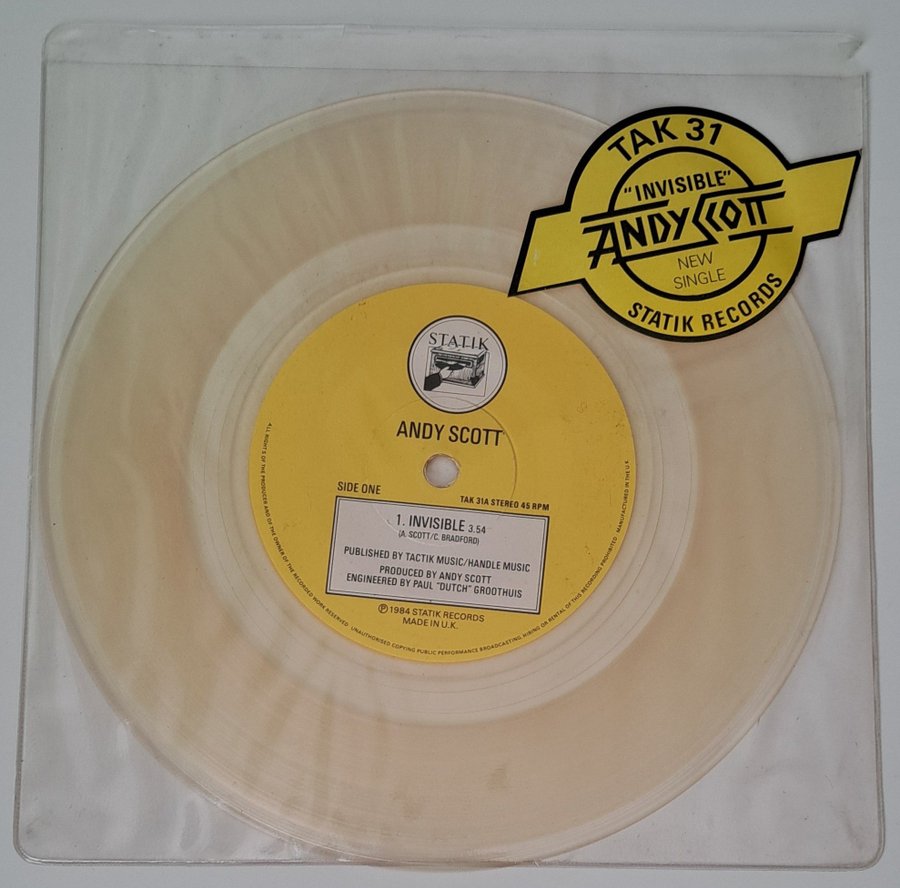 TAK 31
"INVISIBLE"
ANDY SCOTT
NEW
SINGLE
STATIK RECORDS
STATIK
ANDY SCOTT
SIDE ONE
TAK 31A STEREO 45 RPM
1. INVISIBLE 3.54
(A. SCOTT/C. BRADFORD)
PUBLISHED BY TACTIK MUSIC/HANDLE MUSIC
PRODUCED BY ANDY SCOTT
ENGINEERED BY PAUL "DUTCH" GROOTHUIS
Ⓟ 1984 STATIK RECORDS
MADE IN U.K.
ALL RIGHTS OF THE PRODUCER AND OF THE OWNER OF THE RECORDED WORK RESERVED. UNAUTHORISED COPYING PUBLIC PERFORMANCE BROADCASTING HIRING OR RENTAL OF THIS RECORDING PROHIBITED MANUFACTURED IN THE U.K.